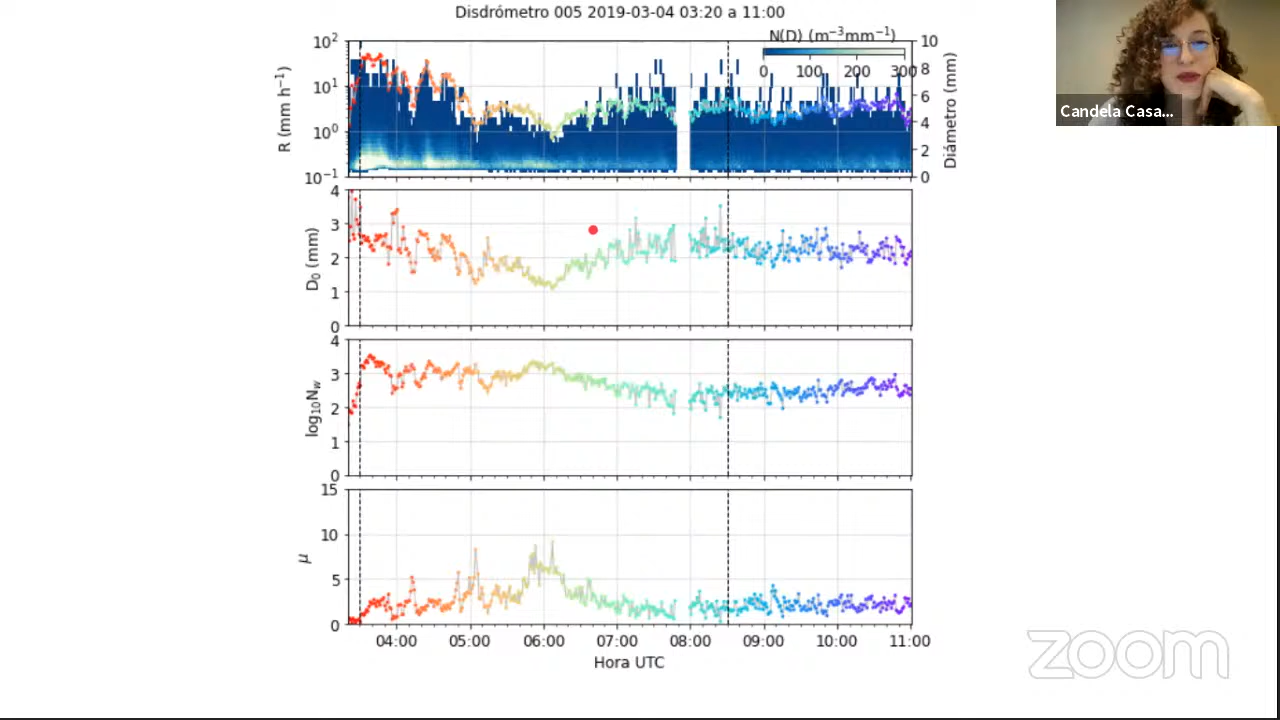 Disdrómetro 005 2019-03-04 03:20 a 11:00
N(D) (m⁻³mm⁻¹)
0 100 200 300
R (mm h⁻¹)
10²
10¹
10⁰
10⁻¹
Diámetro (mm)
10
8
6
4
2
0
Candela Casa...
D₀ (mm)
4
3
2
1
0
log₁₀N_w
4
3
2
1
0
μ
15
10
5
0
04:00 05:00 06:00 07:00 08:00 09:00 10:00 11:00
Hora UTC
zoom